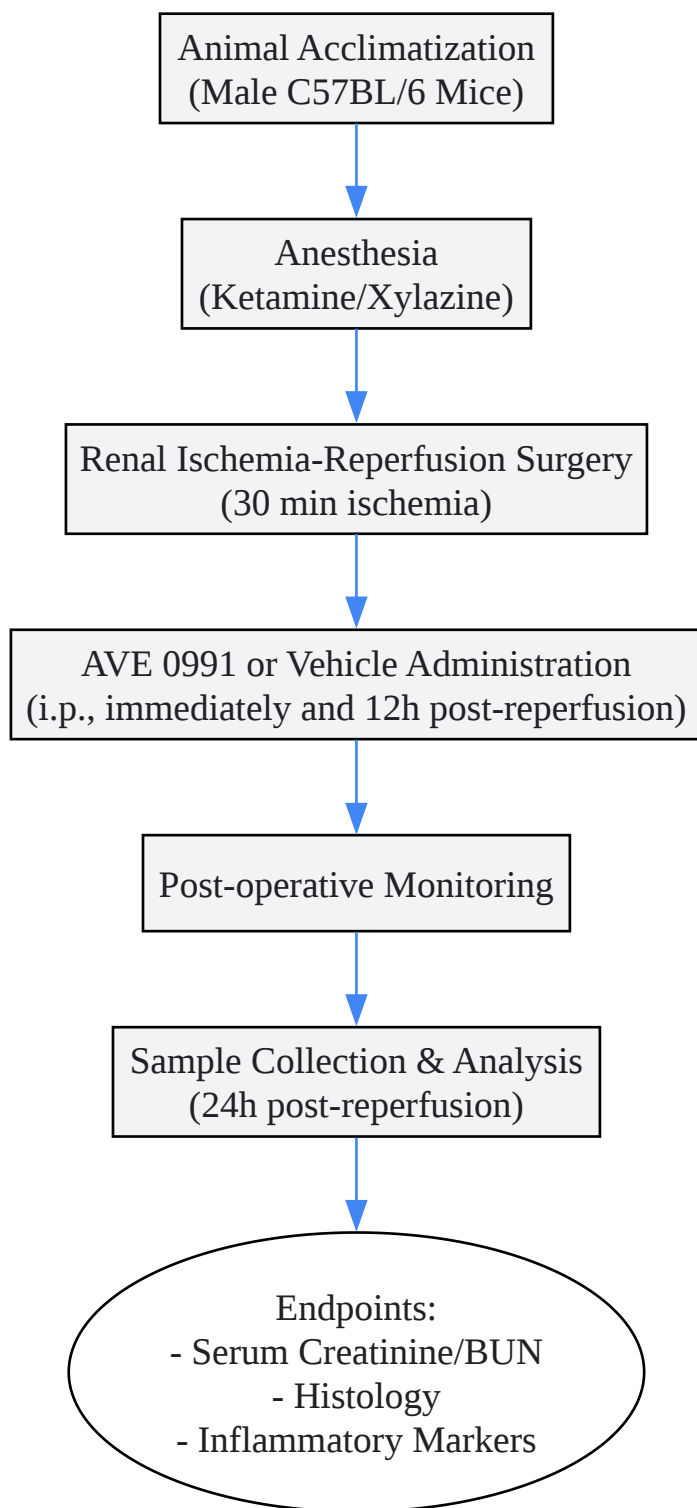 Animal Acclimatization
(Male C57BL/6 Mice)
Anesthesia
(Ketamine/Xylazine)
Renal Ischemia-Reperfusion Surgery
(30 min ischemia)
AVE 0991 or Vehicle Administration
(i.p., immediately and 12h post-reperfusion)
Post-operative Monitoring
Sample Collection & Analysis
(24h post-reperfusion)
Endpoints:
- Serum Creatinine/BUN
- Histology
- Inflammatory Markers